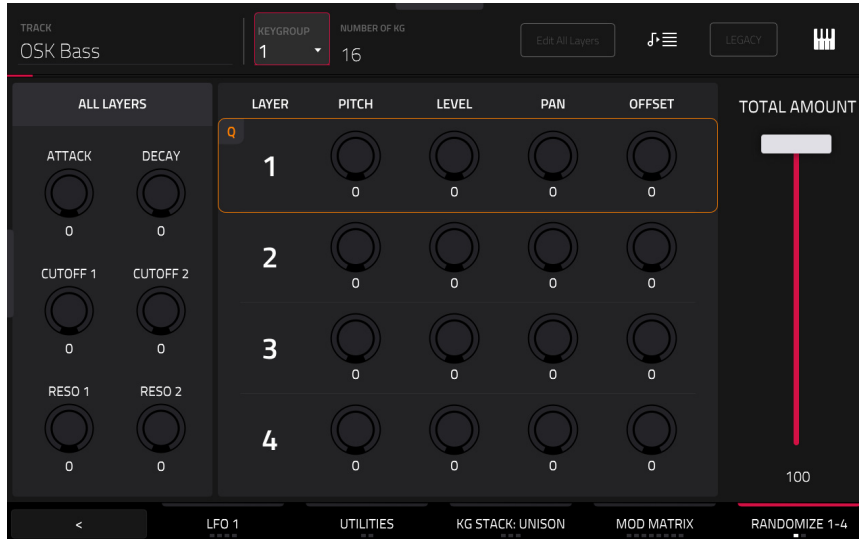 TRACK
OSK Bass
KEYGROUP
1
NUMBER OF KG
16
Edit All Layers
LEGACY
ALL LAYERS
ATTACK DECAY
0 0
CUTOFF 1 CUTOFF 2
0 0
RESO 1 RESO 2
0 0
LAYER PITCH LEVEL PAN OFFSET
Q
1
0 0 0 0
2
0 0 0 0
3
0 0 0 0
4
0 0 0 0
TOTAL AMOUNT
100
< LFO 1 UTILITIES KG STACK: UNISON MOD MATRIX RANDOMIZE 1-4